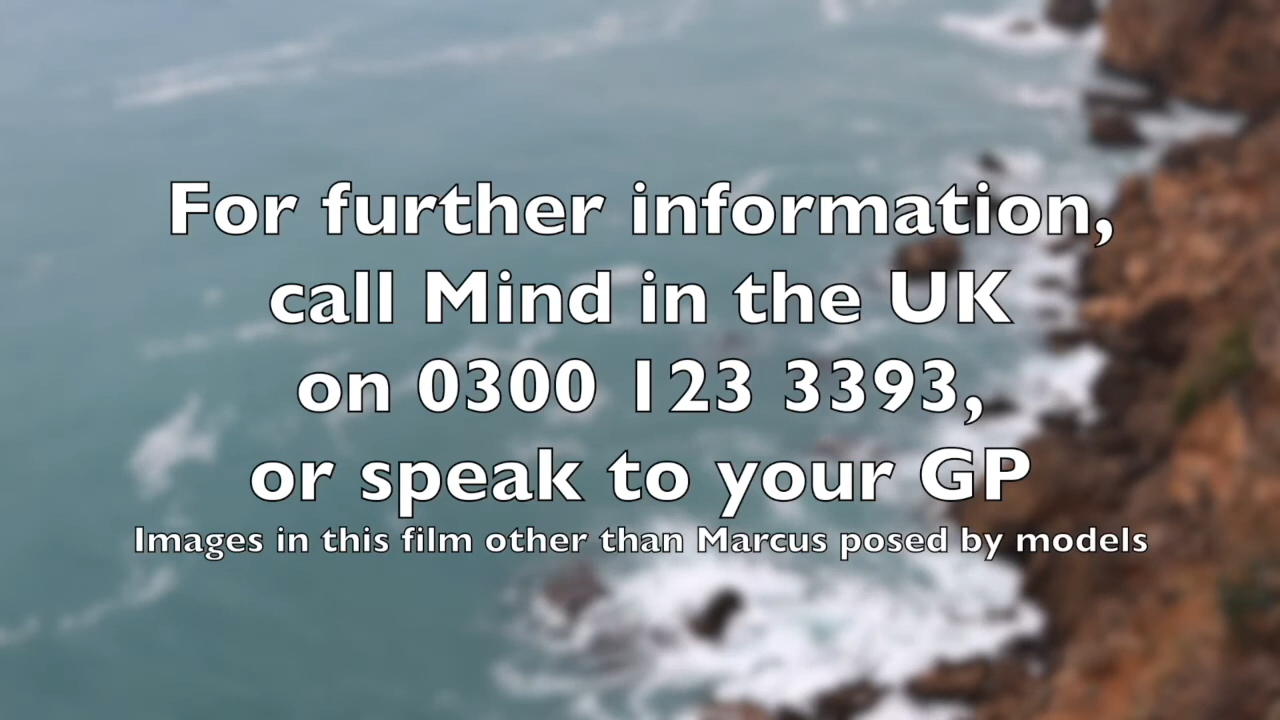 For further information,
call Mind in the UK
on 0300 123 3393,
or speak to your GP
Images in this film other than Marcus posed by models